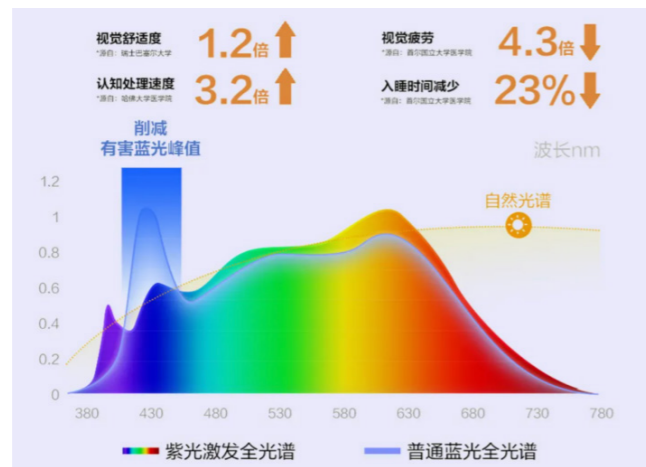 视觉舒适度
*源自：瑞士巴塞尔大学
1.2倍
视觉疲劳
*源自：首尔国立大学医学院
4.3倍
认知处理速度
*源自：哈佛大学医学院
3.2倍
入睡时间减少
*源自：首尔国立大学医学院
23%
削减
有害蓝光峰值
波长nm
自然光谱
1.2
1
0.8
0.6
0.4
0.2
0
380 430 480 530 580 630 680 730 780
紫光激发全光谱
普通蓝光全光谱